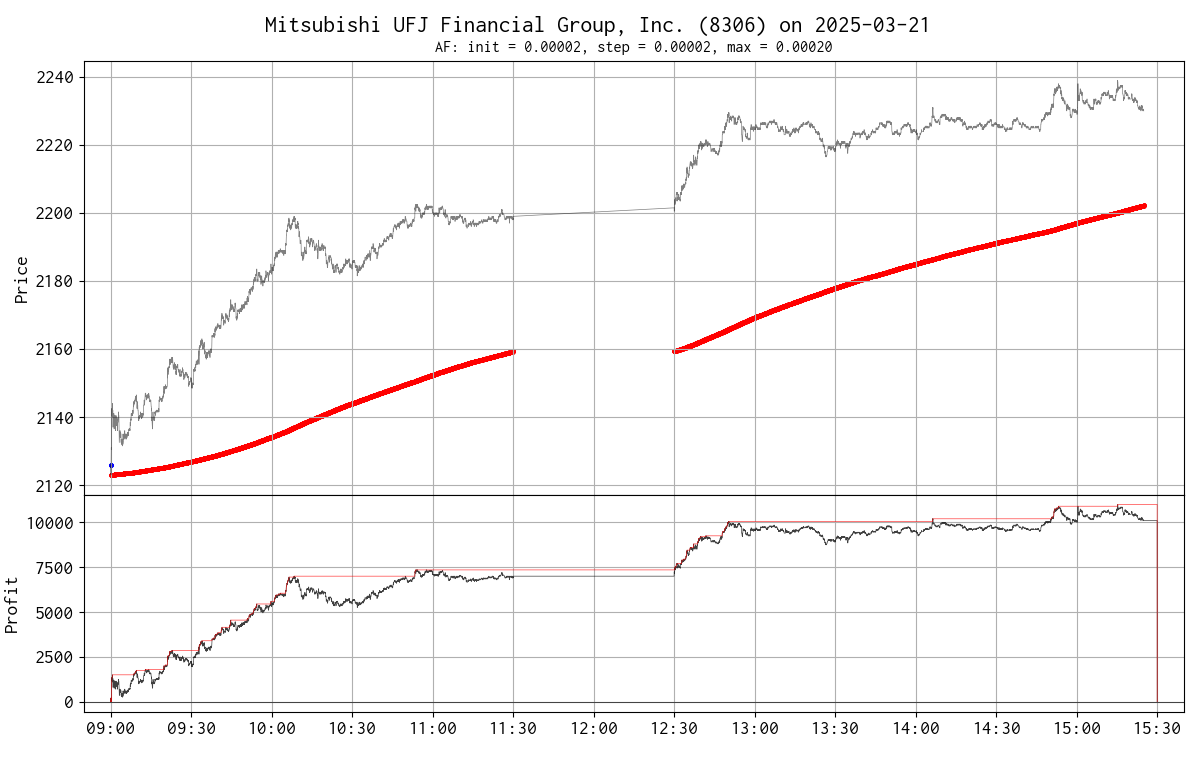 Mitsubishi UFJ Financial Group, Inc. (8306) on 2025-03-21
AF: init = 0.00002, step = 0.00002, max = 0.00020
2240
2220
2200
2180
2160
2140
2120
Price
10000
7500
5000
2500
0
Profit
09:00 09:30 10:00 10:30 11:00 11:30 12:00 12:30 13:00 13:30 14:00 14:30 15:00 15:30